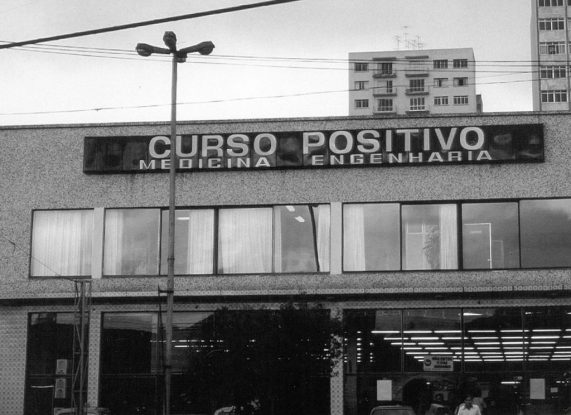 CURSO POSITIVO
MEDICINA ENGENHARIA